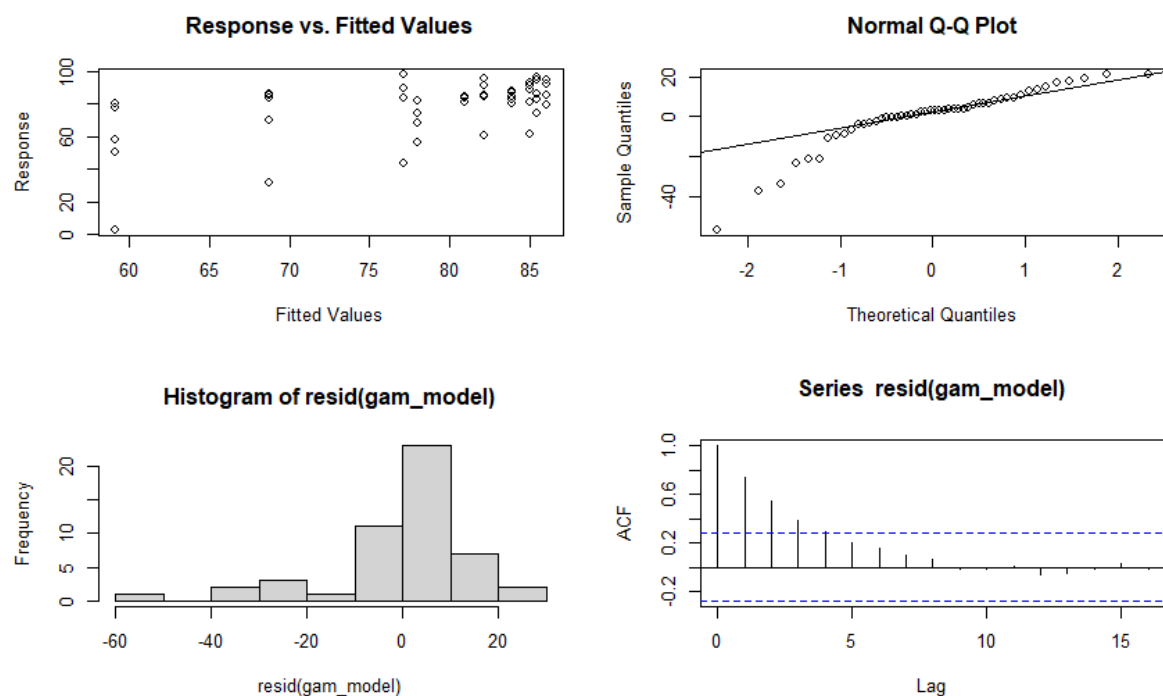 Response vs. Fitted Values
Response
0 20 60 100
60 65 70 75 80 85
Fitted Values
Normal Q-Q Plot
Sample Quantiles
-40 0 20
-2 -1 0 1 2
Theoretical Quantiles
Histogram of resid(gam_model)
Frequency
0 5 10 20
-60 -40 -20 0 20
resid(gam_model)
Series resid(gam_model)
ACF
-0.2 0.2 0.6 1.0
0 5 10 15
Lag